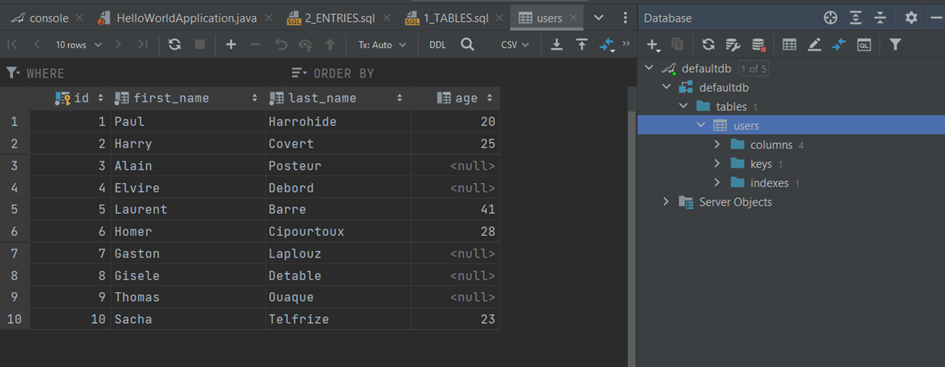 console HelloWorldApplication.java 2_ENTRIES.sql 1_TABLES.sql users
10 rows Tx: Auto DDL CSV
WHERE ORDER BY
id first_name last_name age
1 1 Paul Harrohide 20
2 2 Harry Covert 25
3 3 Alain Posteur <null>
4 4 Elvire Debord <null>
5 5 Laurent Barre 41
6 6 Homer Cipourtoux 28
7 7 Gaston Laplouz <null>
8 8 Gisele Detable <null>
9 9 Thomas Ouaque <null>
10 10 Sacha Telfrize 23
Database
QL
defaultdb 1 of 5
defaultdb
tables 1
users
columns 4
keys 1
indexes 1
Server Objects